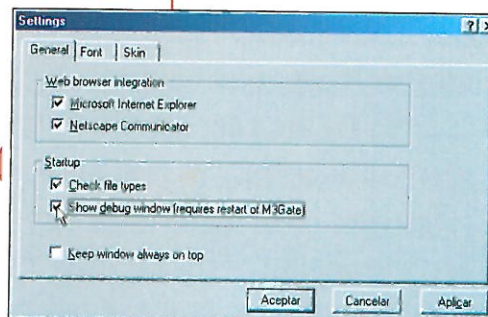 Settings
General Font Skin
Web browser integration
Microsoft Internet Explorer
Netscape Communicator
Startup
Check file types
Show debug window (requires restart of M3Gate)
Keep window always on top
Aceptar Cancelar Aplicar